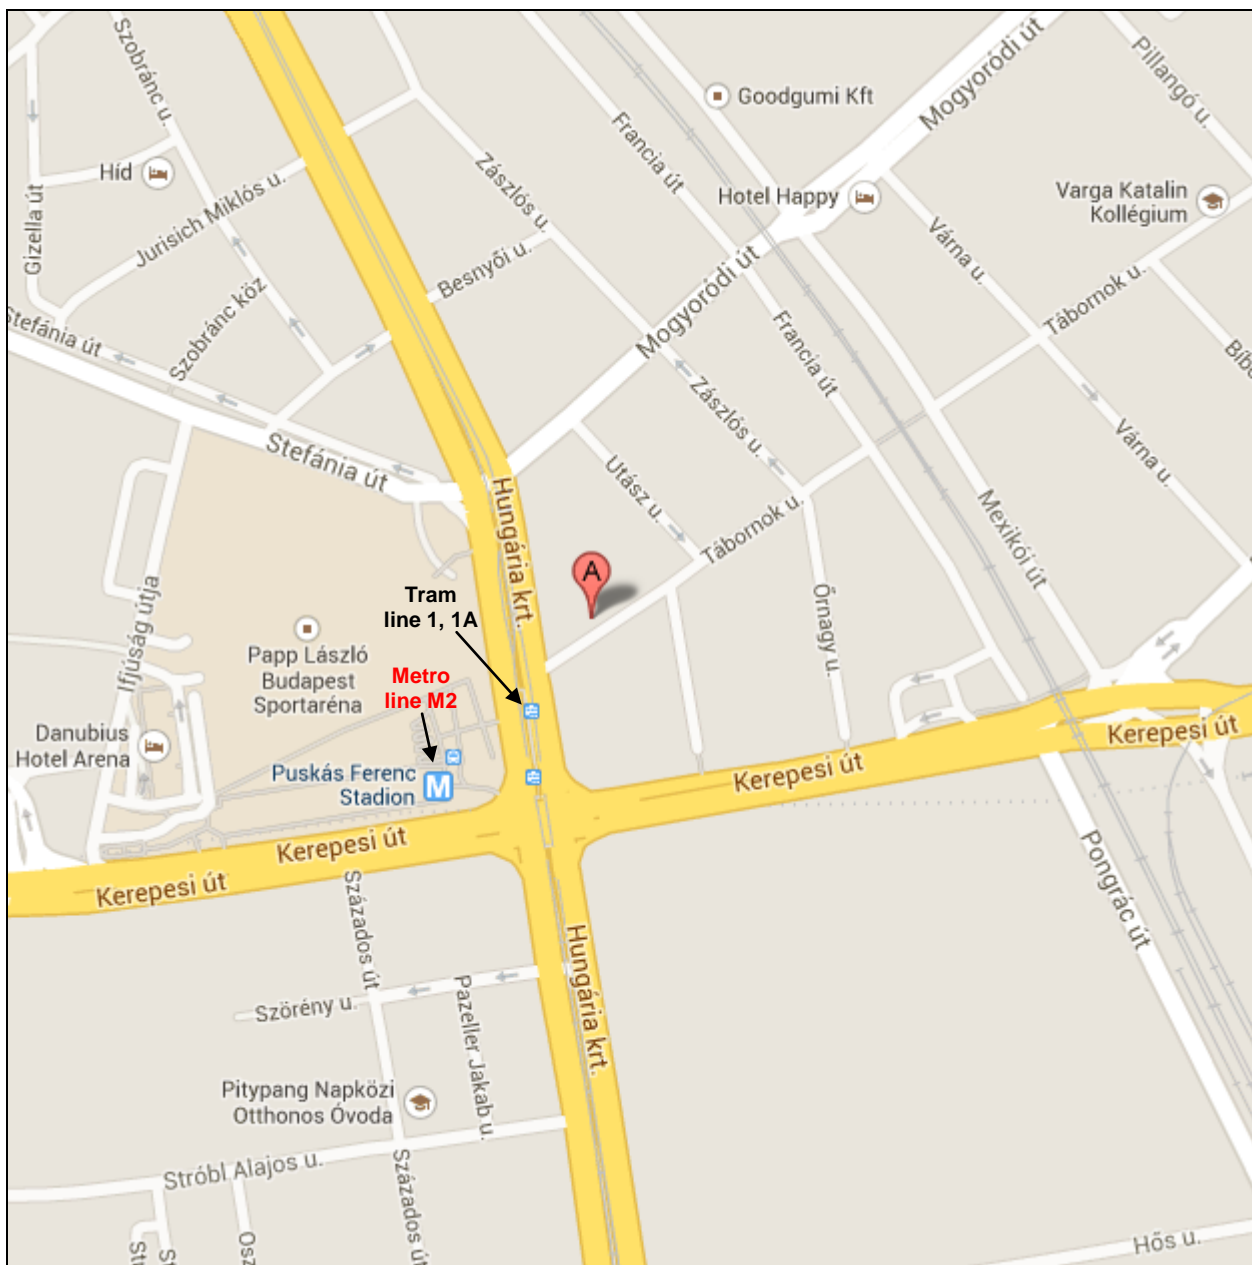 Szobránc u.
Pillangó u.
Mogyoródi út
Goodgumi Kft
Francia út
Zászlós u.
Híd
Hotel Happy
Varga Katalin
Kollégium
Jurisich Miklós u.
Gizella út
Várna u.
Besnyői u.
Tábornok u.
Mogyoródi út
Szobránc köz
Stefánia út
Francia út
Zászlós u.
Várna u.
Stefánia út
Utász u.
Hungária krt.
Tábornok u.
Mexikói út
A
Tram
line 1, 1A
Őrnagy u.
Ifjúság útja
Papp László
Budapest
Sportaréna
Metro
line M2
Danubius
Hotel Arena
Kerepesi út
Puskás Ferenc
Stadion
M
Kerepesi út
Kerepesi út
Kerepesi út
Százados út
Pongrác út
Hungária krt.
Szörény u.
Pazeller Jakab u.
Pitypang Napközi
Otthonos Óvoda
Stróbl Alajos u.
Százados út
Hős u.